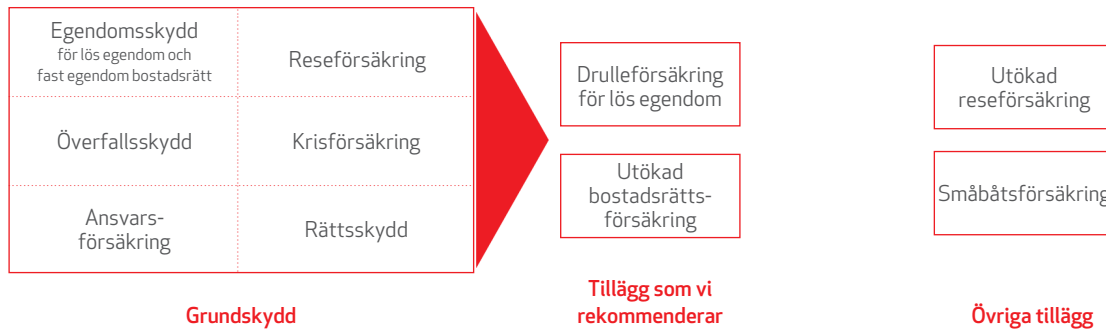 Egendomsskydd
för lös egendom och
fast egendom bostadsrätt
Reseförsäkring
Överfallsskydd
Krisförsäkring
Ansvars-
försäkring
Rättsskydd
Grundskydd
Drulleförsäkring
för lös egendom
Utökad
bostadsrätts-
försäkring
Tillägg som vi
rekommenderar
Utökad
reseförsäkring
Småbåtsförsäkring
Övriga tillägg